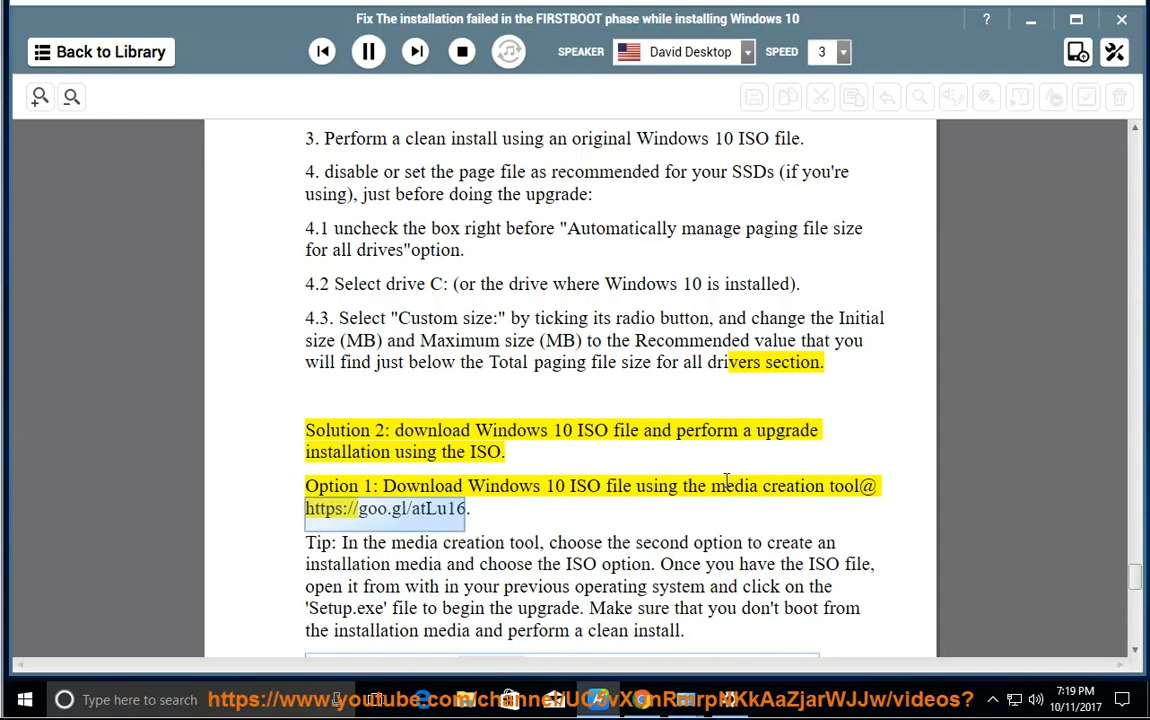 Fix The installation failed in the FIRSTBOOT phase while installing Windows 10
?
Back to Library
SPEAKER
David Desktop
SPEED
3
3. Perform a clean install using an original Windows 10 ISO file.
4. disable or set the page file as recommended for your SSDs (if you're
using), just before doing the upgrade:
4.1 uncheck the box right before "Automatically manage paging file size
for all drives"option.
4.2 Select drive C: (or the drive where Windows 10 is installed).
4.3. Select "Custom size:" by ticking its radio button, and change the Initial
size (MB) and Maximum size (MB) to the Recommended value that you
will find just below the Total paging file size for all drivers section.
Solution 2: download Windows 10 ISO file and perform a upgrade
installation using the ISO.
Option 1: Download Windows 10 ISO file using the media creation tool@
https://goo.gl/atLu16.
Tip: In the media creation tool, choose the second option to create an
installation media and choose the ISO option. Once you have the ISO file,
open it from with in your previous operating system and click on the
'Setup.exe' file to begin the upgrade. Make sure that you don't boot from
the installation media and perform a clean install.
Type here to search
7:19 PM
10/11/2017